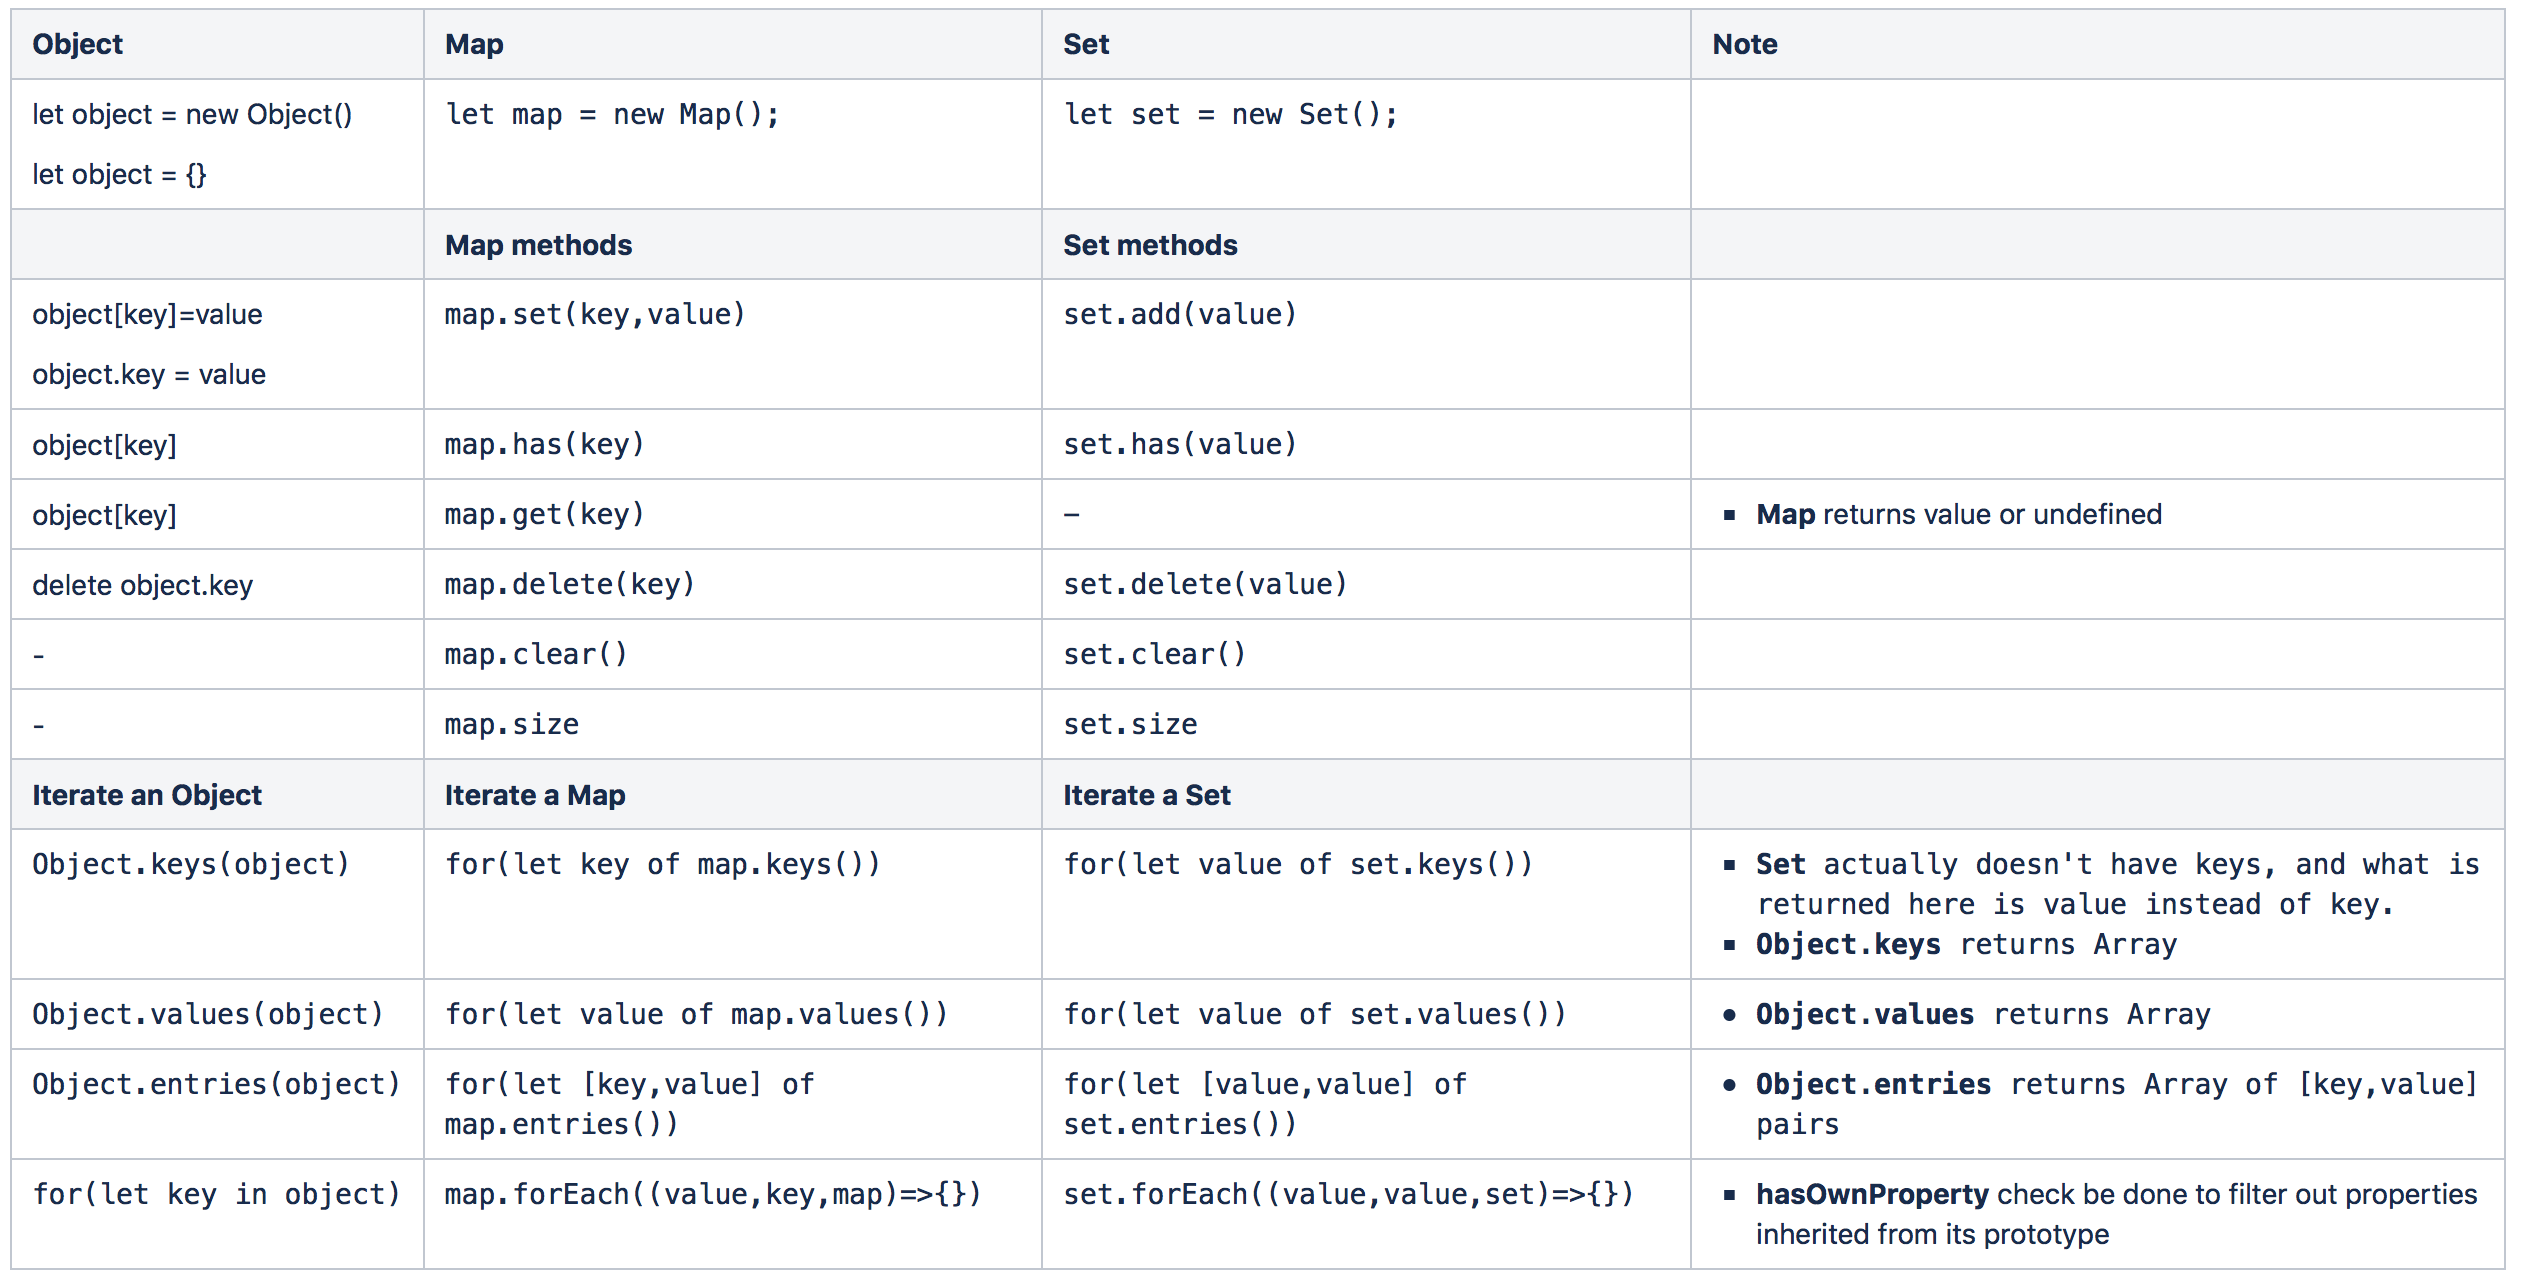 Object Map Set Note
let object = new Object() let map = new Map(); let set = new Set();
let object = {}
Map methods Set methods
object[key]=value map.set(key,value) set.add(value)
object.key = value
object[key] map.has(key) set.has(value)
object[key] map.get(key) – ▪ Map returns value or undefined
delete object.key map.delete(key) set.delete(value)
- map.clear() set.clear()
- map.size set.size
Iterate an Object Iterate a Map Iterate a Set
Object.keys(object) for(let key of map.keys()) for(let value of set.keys()) ▪ Set actually doesn't have keys, and what is
returned here is value instead of key.
▪ Object.keys returns Array
Object.values(object) for(let value of map.values()) for(let value of set.values()) • Object.values returns Array
Object.entries(object) for(let [key,value] of for(let [value,value] of • Object.entries returns Array of [key,value]
map.entries()) set.entries()) pairs
for(let key in object) map.forEach((value,key,map)=>{}) set.forEach((value,value,set)=>{}) ▪ hasOwnProperty check be done to filter out properties
inherited from its prototype